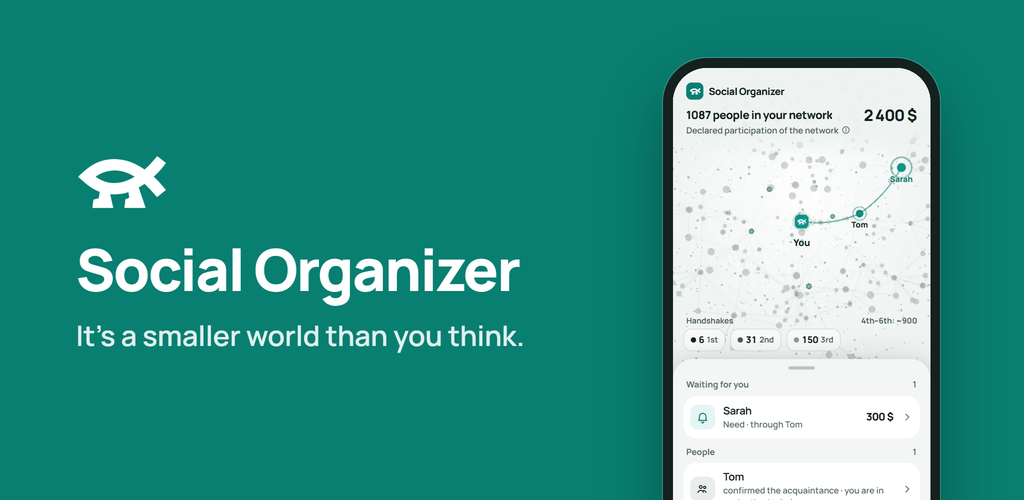 Social Organizer
It's a smaller world than you think.
Social Organizer
1087 people in your network
2 400 $
Declared participation of the network
Sarah
Tom
You
Handshakes
4th–6th: ~900
6 1st
31 2nd
150 3rd
Waiting for you
1
Sarah
300 $
Need · through Tom
People
1
Tom
confirmed the acquaintance · you are in